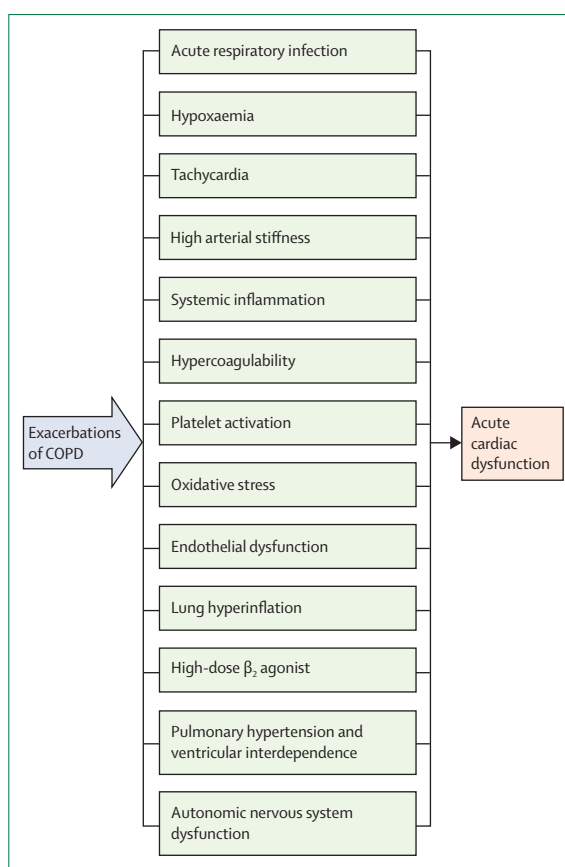 Acute respiratory infection
Hypoxaemia
Tachycardia
High arterial stiffness
Systemic inflammation
Hypercoagulability
Exacerbations
of COPD
Platelet activation
Acute
cardiac
dysfunction
Oxidative stress
Endothelial dysfunction
Lung hyperinflation
High-dose β₂ agonist
Pulmonary hypertension and
ventricular interdependence
Autonomic nervous system
dysfunction